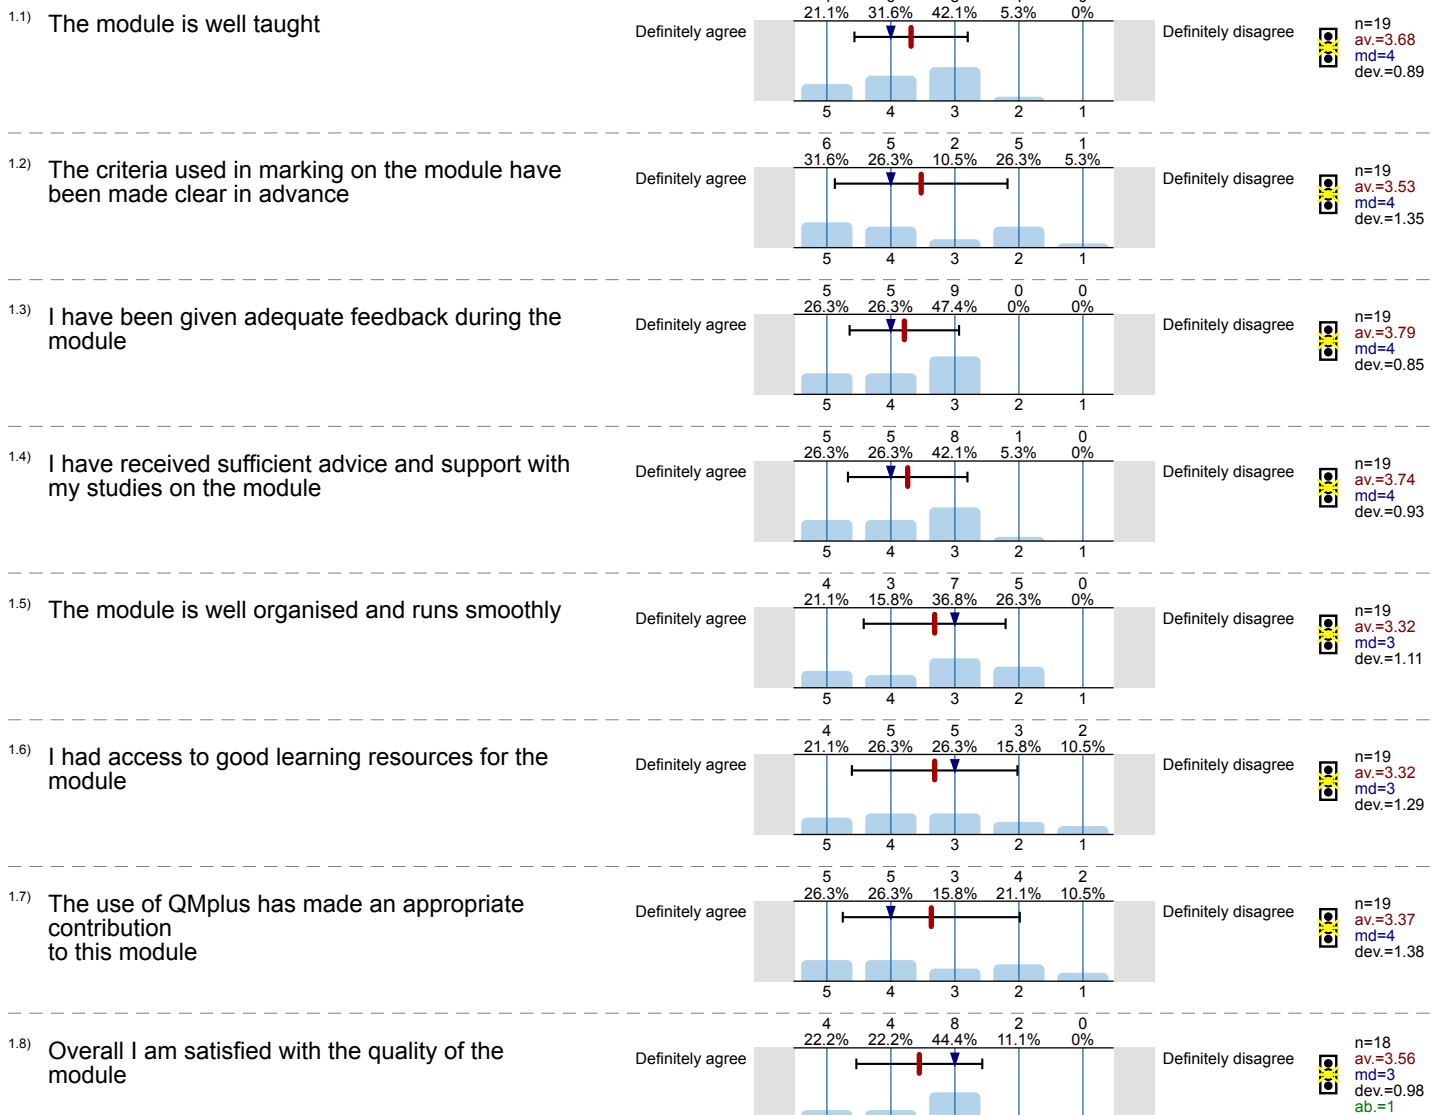 21.1% 31.6% 42.1% 5.3% 0%
1.1) The module is well taught
Definitely agree
Definitely disagree
n=19
av.=3.68
md=4
dev.=0.89
5 4 3 2 1
6 5 2 5 1
31.6% 26.3% 10.5% 26.3% 5.3%
1.2) The criteria used in marking on the module have
been made clear in advance
Definitely agree
Definitely disagree
n=19
av.=3.53
md=4
dev.=1.35
5 4 3 2 1
5 5 9 0 0
26.3% 26.3% 47.4% 0% 0%
1.3) I have been given adequate feedback during the
module
Definitely agree
Definitely disagree
n=19
av.=3.79
md=4
dev.=0.85
5 4 3 2 1
5 5 8 1 0
26.3% 26.3% 42.1% 5.3% 0%
1.4) I have received sufficient advice and support with
my studies on the module
Definitely agree
Definitely disagree
n=19
av.=3.74
md=4
dev.=0.93
5 4 3 2 1
4 3 7 5 0
21.1% 15.8% 36.8% 26.3% 0%
1.5) The module is well organised and runs smoothly
Definitely agree
Definitely disagree
n=19
av.=3.32
md=3
dev.=1.11
5 4 3 2 1
4 5 5 3 2
21.1% 26.3% 26.3% 15.8% 10.5%
1.6) I had access to good learning resources for the
module
Definitely agree
Definitely disagree
n=19
av.=3.32
md=3
dev.=1.29
5 4 3 2 1
5 5 3 4 2
26.3% 26.3% 15.8% 21.1% 10.5%
1.7) The use of QMplus has made an appropriate
contribution
to this module
Definitely agree
Definitely disagree
n=19
av.=3.37
md=4
dev.=1.38
5 4 3 2 1
4 4 8 2 0
22.2% 22.2% 44.4% 11.1% 0%
1.8) Overall I am satisfied with the quality of the
module
Definitely agree
Definitely disagree
n=18
av.=3.56
md=3
dev.=0.98
ab.=1